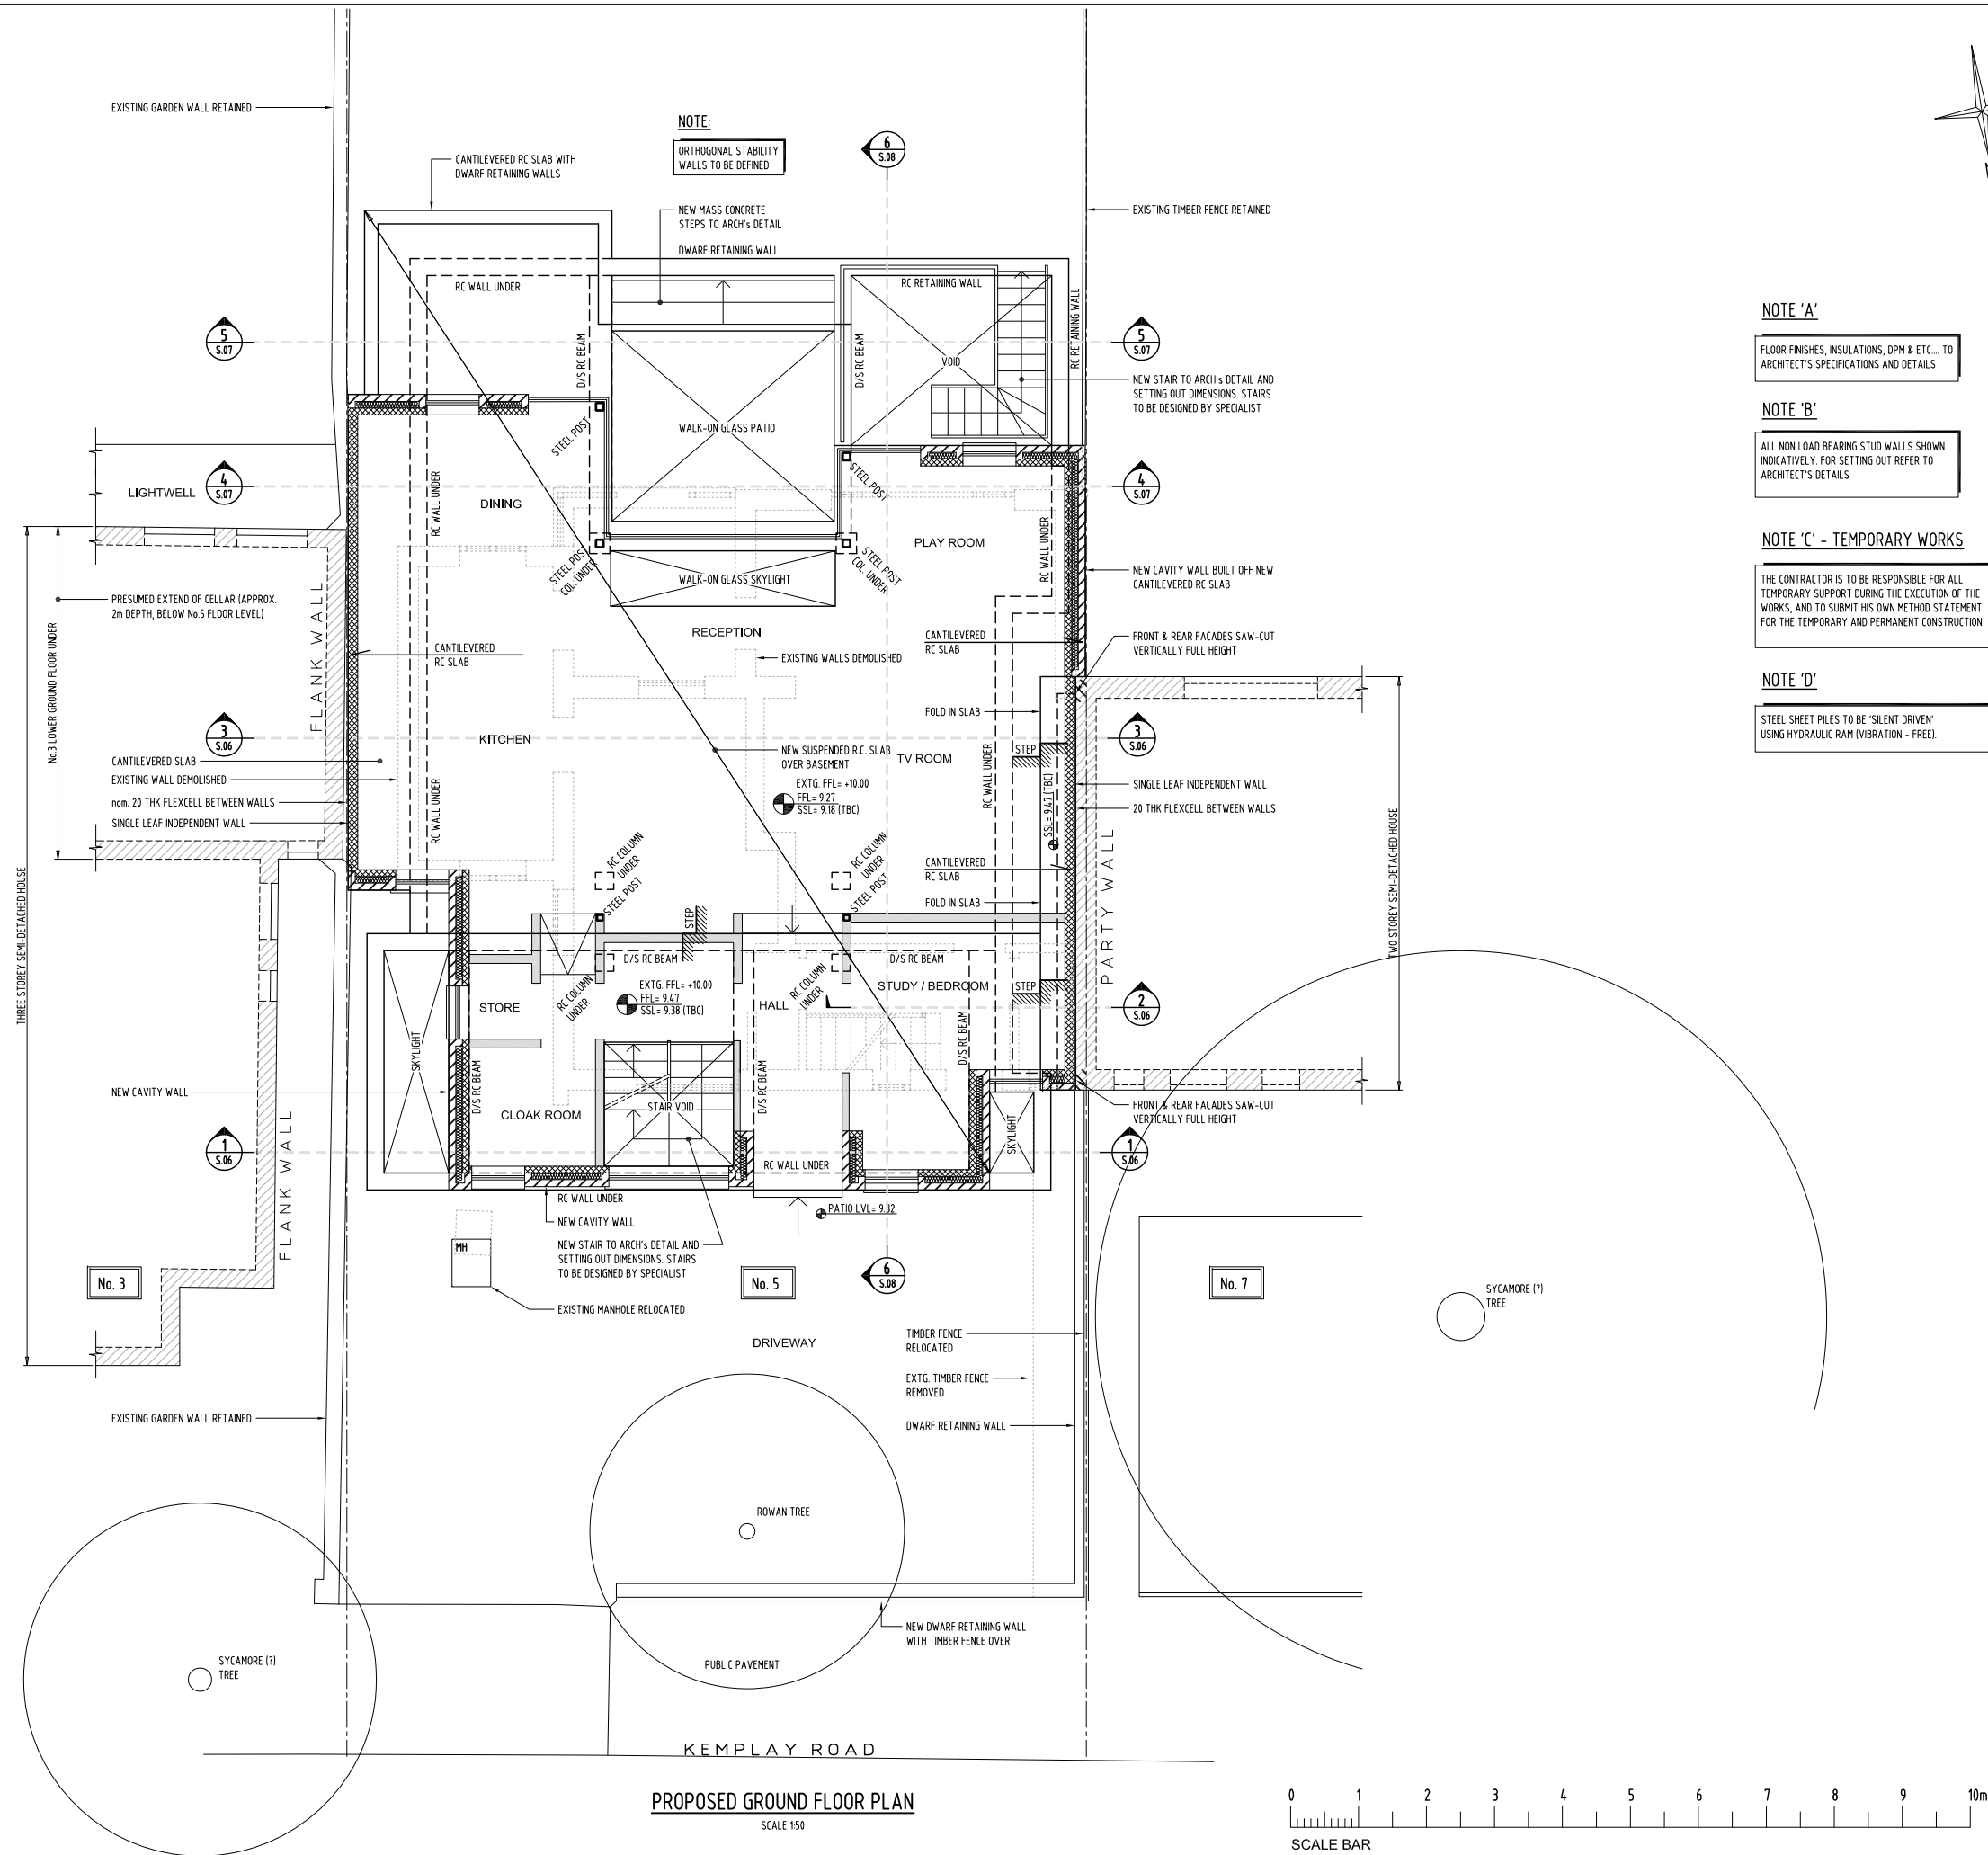 EXISTING GARDEN WALL RETAINED
NOTE:
ORTHOGONAL STABILITY
WALLS TO BE DEFINED
6
S.08
CANTILEVERED RC SLAB WITH
DWARF RETAINING WALLS
NEW MASS CONCRETE
STEPS TO ARCH's DETAIL
DWARF RETAINING WALL
EXISTING TIMBER FENCE RETAINED
RC WALL UNDER
RC RETAINING WALL
RC RETAINING WALL
5
S.07
D/S RC BEAM
D/S RC BEAM
VOID
5
S.07
NEW STAIR TO ARCH's DETAIL AND
SETTING OUT DIMENSIONS. STAIRS
TO BE DESIGNED BY SPECIALIST
NOTE 'A'
FLOOR FINISHES, INSULATIONS, DPM & ETC.... TO
ARCHITECT'S SPECIFICATIONS AND DETAILS
NOTE 'B'
ALL NON LOAD BEARING STUD WALLS SHOWN
INDICATIVELY. FOR SETTING OUT REFER TO
ARCHITECT'S DETAILS
NOTE 'C' - TEMPORARY WORKS
THE CONTRACTOR IS TO BE RESPONSIBLE FOR ALL
TEMPORARY SUPPORT DURING THE EXECUTION OF THE
WORKS, AND TO SUBMIT HIS OWN METHOD STATEMENT
FOR THE TEMPORARY AND PERMANENT CONSTRUCTION
NOTE 'D'
STEEL SHEET PILES TO BE 'SILENT DRIVEN'
USING HYDRAULIC RAM (VIBRATION - FREE).
STEEL POST
WALK-ON GLASS PATIO
STEEL POST
LIGHTWELL
4
S.07
DINING
RC WALL UNDER
4
S.07
PLAY ROOM
RC WALL UNDER
STEEL POST
COL. UNDER
STEEL POST
COL. UNDER
WALK-ON GLASS SKYLIGHT
NEW CAVITY WALL BUILT OFF NEW
CANTILEVERED RC SLAB
PRESUMED EXTEND OF CELLAR (APPROX.
2m DEPTH, BELOW No.5 FLOOR LEVEL)
No.3 LOWER GROUND FLOOR UNDER
FLANK WALL
RECEPTION
CANTILEVERED
RC SLAB
EXISTING WALLS DEMOLISHED
CANTILEVERED
RC SLAB
FRONT & REAR FACADES SAW-CUT
VERTICALLY FULL HEIGHT
3
S.06
KITCHEN
FOLD IN SLAB
STEP
3
S.06
NEW SUSPENDED R.C. SLAB
OVER BASEMENT
TV ROOM
RC WALL UNDER
CANTILEVERED SLAB
EXISTING WALL DEMOLISHED
nom. 20 THK FLEXCELL BETWEEN WALLS
SINGLE LEAF INDEPENDENT WALL
RC WALL UNDER
EXTG. FFL= +10.00
FFL= 9.27
SSL= 9.18 (TBC)
SSL= 9.47 (TBC)
SINGLE LEAF INDEPENDENT WALL
20 THK FLEXCELL BETWEEN WALLS
PARTY WALL
TWO STOREY SEMI-DETACHED HOUSE
THREE STOREY SEMI-DETACHED HOUSE
RC COLUMN
UNDER
STEEL POST
RC COLUMN
UNDER
STEEL POST
CANTILEVERED
RC SLAB
FOLD IN SLAB
STEP
D/S RC BEAM
D/S RC BEAM
RC COLUMN
UNDER
EXTG. FFL= +10.00
FFL= 9.47
SSL= 9.38 (TBC)
RC COLUMN
UNDER
STORE
HALL
STUDY / BEDROOM
STEP
2
S.06
SKYLIGHT
D/S RC BEAM
D/S RC BEAM
D/S RC BEAM
NEW CAVITY WALL
CLOAK ROOM
STAIR VOID
SKYLIGHT
FRONT & REAR FACADES SAW-CUT
VERTICALLY FULL HEIGHT
FLANK WALL
1
S.06
1
S.06
RC WALL UNDER
RC WALL UNDER
PATIO LVL= 9.32
NEW CAVITY WALL
NEW STAIR TO ARCH's DETAIL AND
SETTING OUT DIMENSIONS. STAIRS
TO BE DESIGNED BY SPECIALIST
MH
No. 3
No. 5
6
S.08
No. 7
SYCAMORE (?)
TREE
EXISTING MANHOLE RELOCATED
DRIVEWAY
TIMBER FENCE
RELOCATED
EXTG. TIMBER FENCE
REMOVED
EXISTING GARDEN WALL RETAINED
DWARF RETAINING WALL
ROWAN TREE
NEW DWARF RETAINING WALL
WITH TIMBER FENCE OVER
SYCAMORE (?)
TREE
PUBLIC PAVEMENT
KEMPLAY ROAD
PROPOSED GROUND FLOOR PLAN
SCALE 1:50
0 1 2 3 4 5 6 7 8 9 10m
SCALE BAR